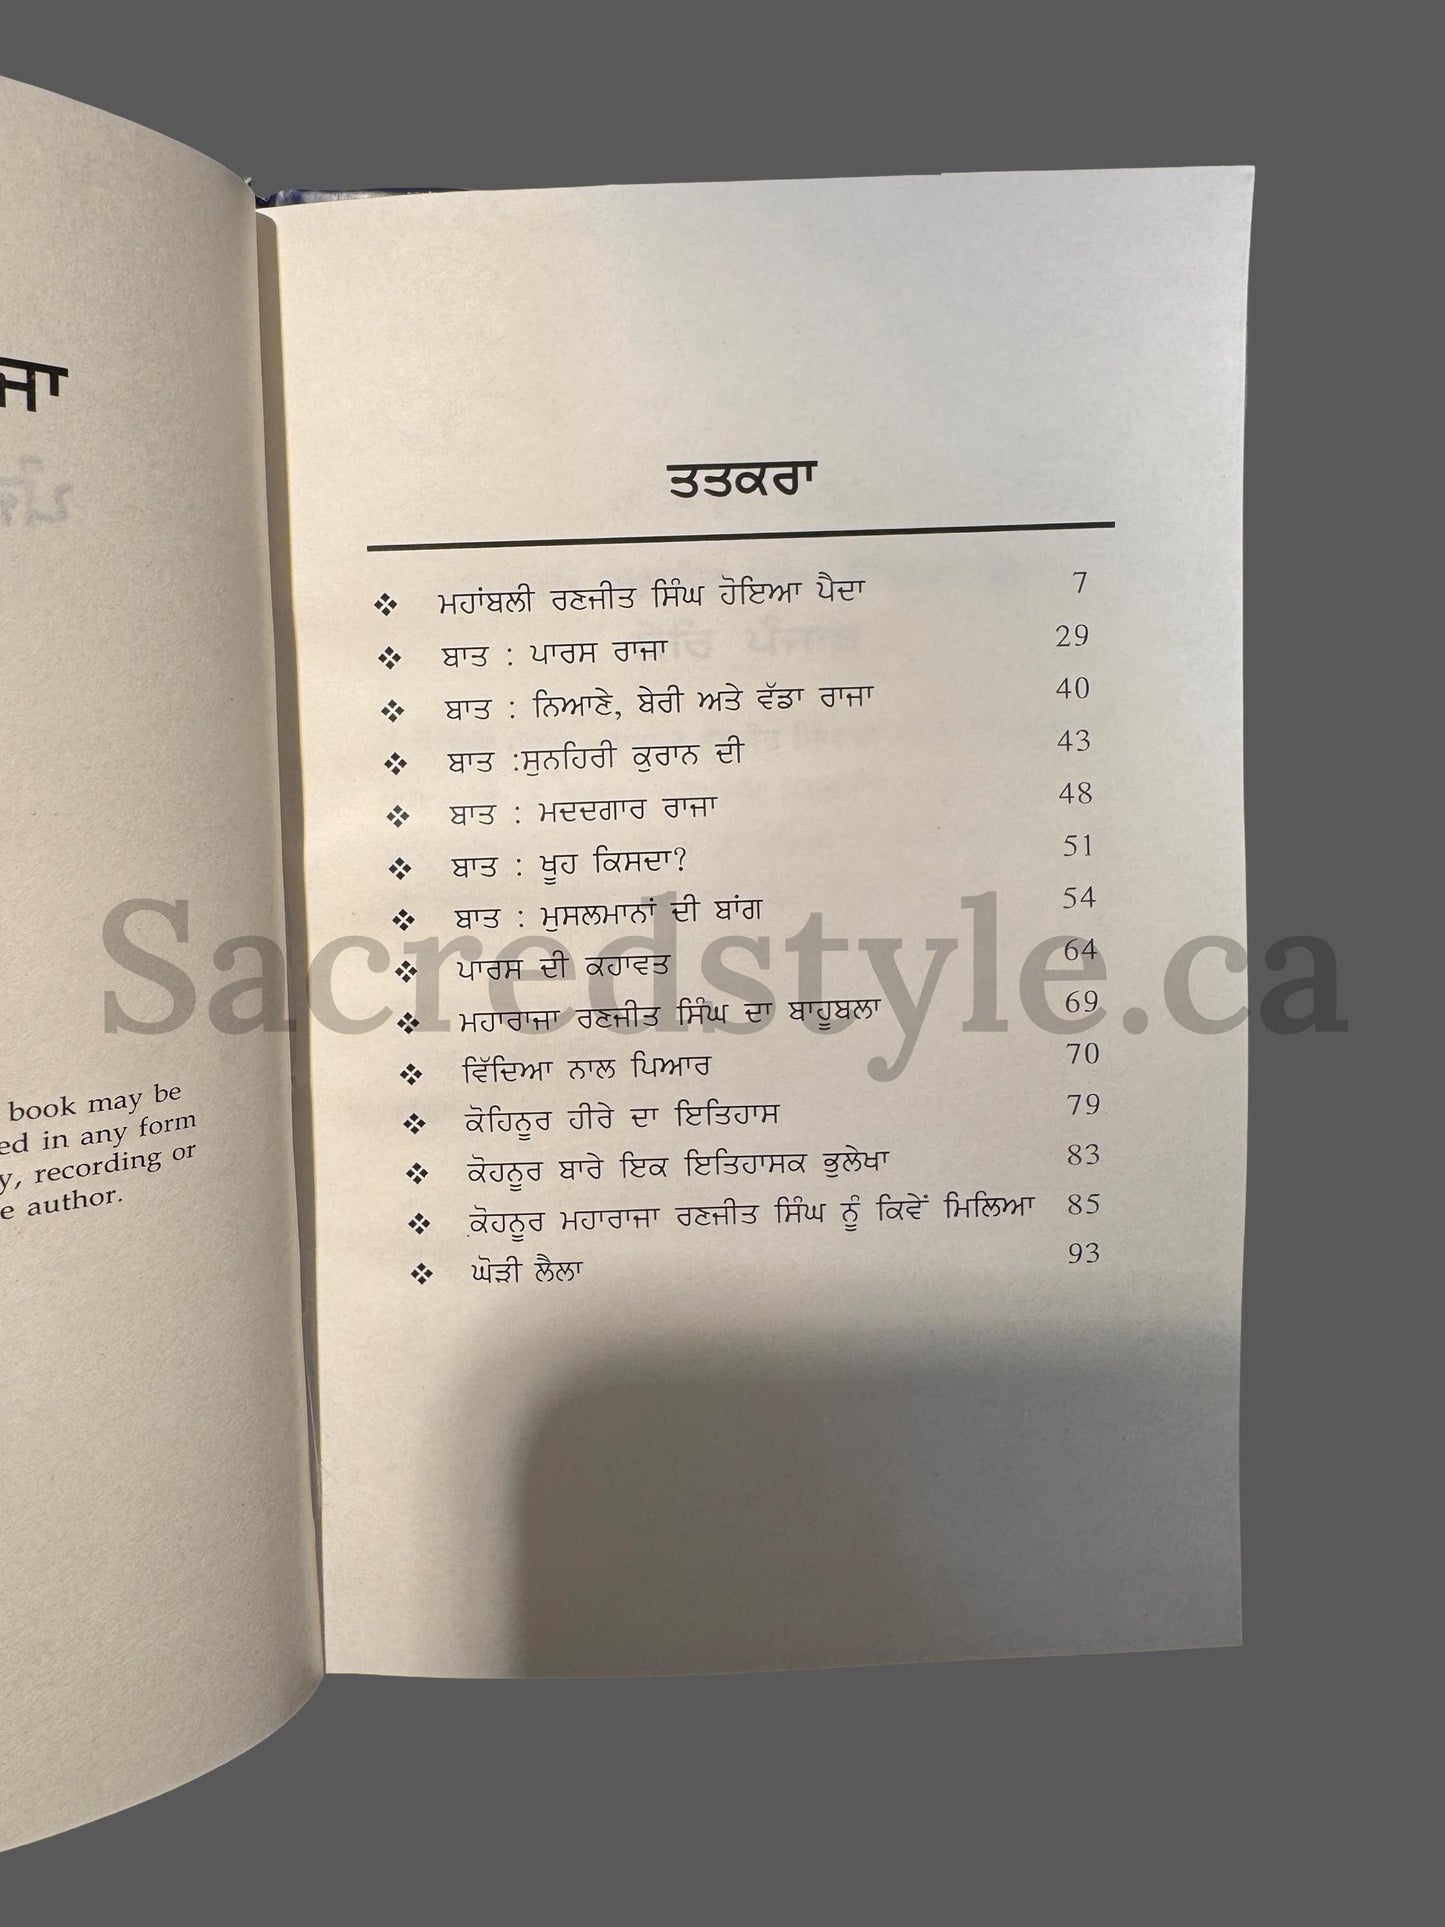 ਜਾ
book may be
ed in any form
y, recording or
e author.
ਤਤਕਰਾ
❖ ਮਹਾਂਬਲੀ ਰਣਜੀਤ ਸਿੰਘ ਹੋਇਆ ਪੈਦਾ 7
❖ ਬਾਤ : ਪਾਰਸ ਰਾਜਾ 29
❖ ਬਾਤ : ਨਿਆਣੇ, ਬੇਰੀ ਅਤੇ ਵੱਡਾ ਰਾਜਾ 40
❖ ਬਾਤ :ਸੁਨਹਿਰੀ ਕੁਰਾਨ ਦੀ 43
❖ ਬਾਤ : ਮਦਦਗਾਰ ਰਾਜਾ 48
❖ ਬਾਤ : ਖੂਹ ਕਿਸਦਾ? 51
❖ ਬਾਤ : ਮੁਸਲਮਾਨਾਂ ਦੀ ਬਾਂਗ 54
❖ ਪਾਰਸ ਦੀ ਕਹਾਵਤ 64
❖ ਮਹਾਰਾਜਾ ਰਣਜੀਤ ਸਿੰਘ ਦਾ ਬਾਹੂਬਲਾ 69
❖ ਵਿੱਦਿਆ ਨਾਲ ਪਿਆਰ 70
❖ ਕੋਹਿਨੂਰ ਹੀਰੇ ਦਾ ਇਤਿਹਾਸ 79
❖ ਕੋਹਨੂਰ ਬਾਰੇ ਇਕ ਇਤਿਹਾਸਕ ਭੁਲੇਖਾ 83
❖ ਕੋਹਨੂਰ ਮਹਾਰਾਜਾ ਰਣਜੀਤ ਸਿੰਘ ਨੂੰ ਕਿਵੇਂ ਮਿਲਿਆ 85
❖ ਘੋੜੀ ਲੈਲਾ 93
Sacredstyle.ca